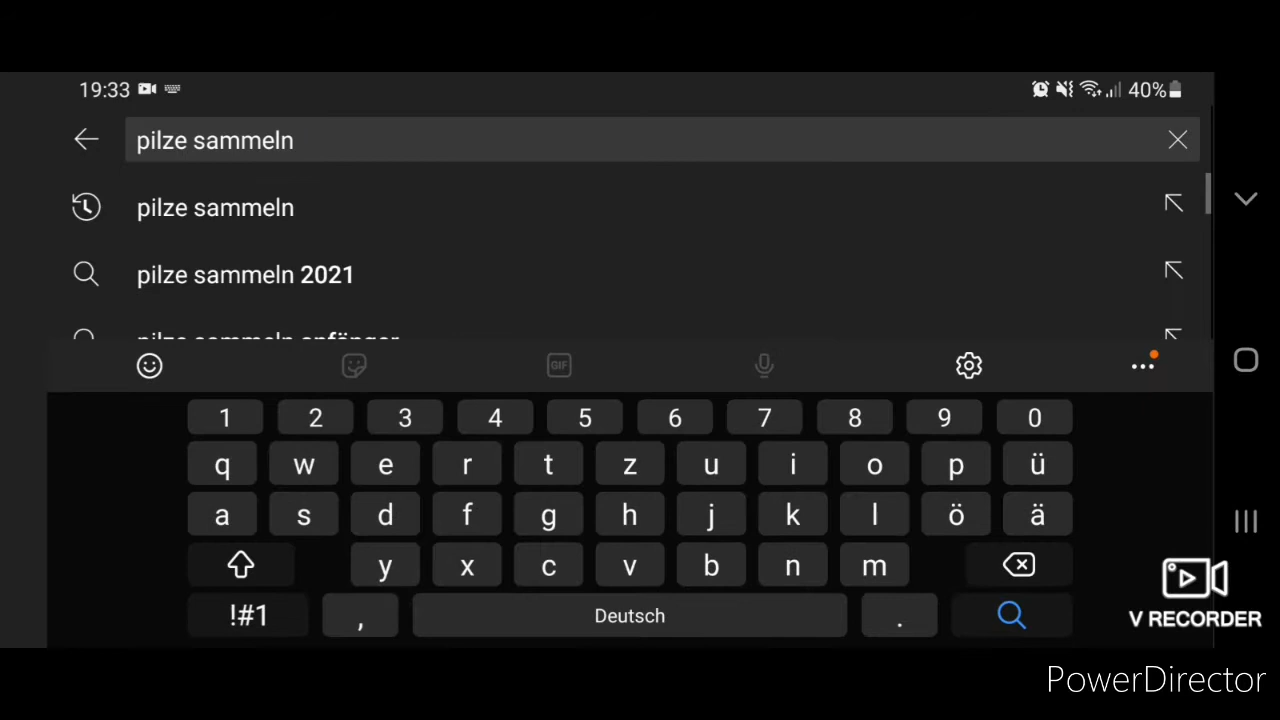 19:33 40%
pilze sammeln
pilze sammeln
pilze sammeln 2021
pilze sammeln anfänger
GIF
1 2 3 4 5 6 7 8 9 0
q w e r t z u i o p ü
a s d f g h j k l ö ä
y x c v b n m
!#1 , Deutsch .
V RECORDER
PowerDirector